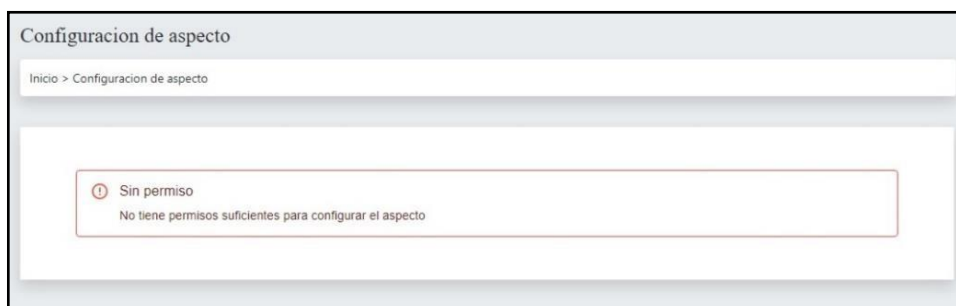 Configuracion de aspecto
Inicio > Configuracion de aspecto
Sin permiso
No tiene permisos suficientes para configurar el aspecto